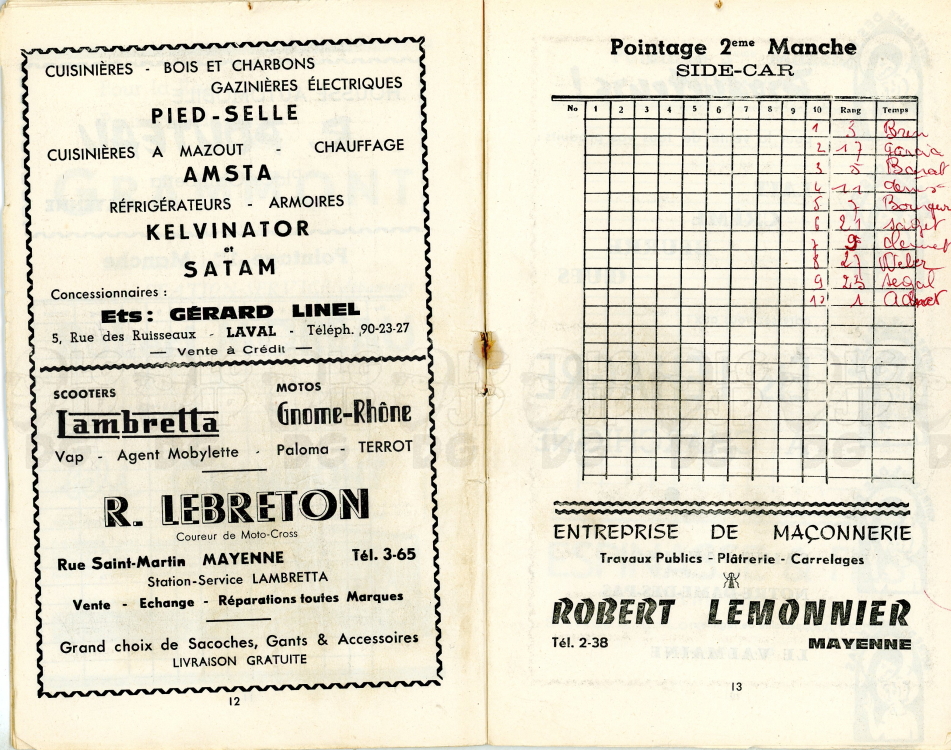 CUISINIÈRES - BOIS ET CHARBONS
GAZINIÈRES ÉLECTRIQUES
PIED-SELLE
CUISINIÈRES A MAZOUT - CHAUFFAGE
AMSTA
RÉFRIGÉRATEURS - ARMOIRES
KELVINATOR
et
SATAM
Concessionnaires :
Ets : GÉRARD LINEL
5, Rue des Ruisseaux - LAVAL - Téléph. 90-23-27
— Vente à Crédit —
SCOOTERS MOTOS
Lambretta Gnome-Rhône
Vap - Agent Mobylette - Paloma - TERROT
R. LEBRETON
Coureur de Moto-Cross
Rue Saint-Martin MAYENNE Tél. 3-65
Station-Service LAMBRETTA
Vente - Echange - Réparations toutes Marques
Grand choix de Sacoches, Gants & Accessoires
LIVRAISON GRATUITE
12
Pointage 2eme Manche
SIDE-CAR
No 1 2 3 4 5 6 7 8 9 10 Rang Temps
1 3
2 17 Garcia
3
4 11
5 7
6 21
7 9
8 27 Weber
9 23 Segal
10 1
ENTREPRISE DE MAÇONNERIE
Travaux Publics - Plâtrerie - Carrelages
ROBERT LEMONNIER
Tél. 2-38 MAYENNE
13